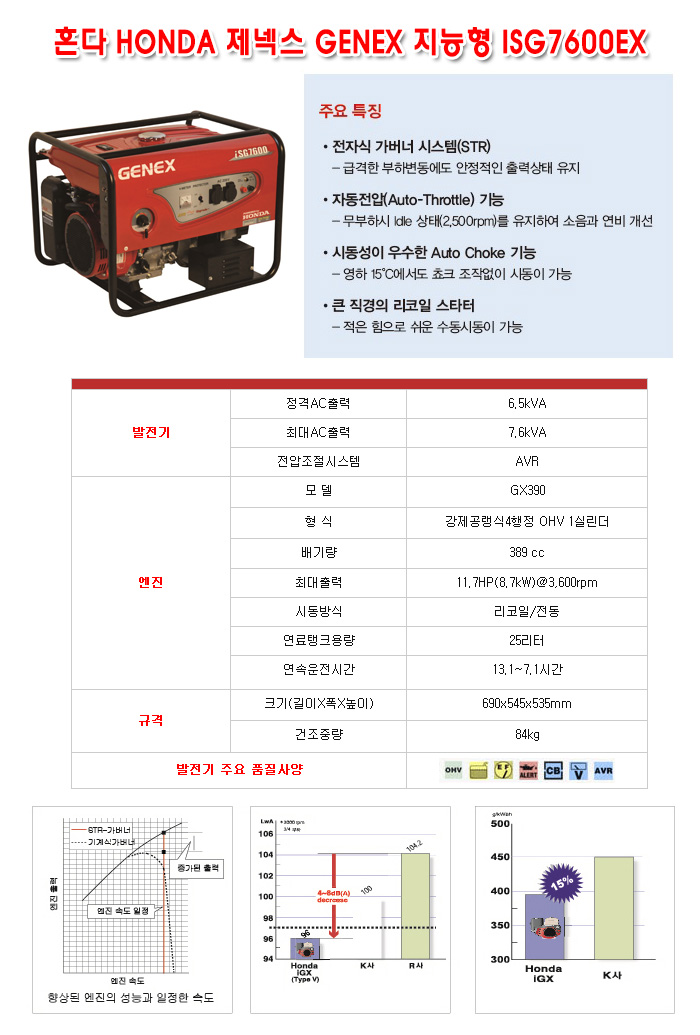 혼다 HONDA 제넥스 GENEX 지능형 ISG7600EX
GENEX
iSG7600
HONDA
주요 특징
• 전자식 가버너 시스템(STR)
– 급격한 부하변동에도 안정적인 출력상태 유지
• 자동전압(Auto-Throttle) 기능
– 무부하시 Idle 상태(2,500rpm)를 유지하여 소음과 연비 개선
• 시동성이 우수한 Auto Choke 기능
– 영하 15℃에서도 쵸크 조작없이 시동이 가능
• 큰 직경의 리코일 스타터
– 적은 힘으로 쉬운 수동시동이 가능
발전기
정격AC출력 6,5kVA
최대AC출력 7,6kVA
전압조절시스템 AVR
엔진
모 델 GX390
형 식 강제공랭식4행정 OHV 1실린더
배기량 389 cc
최대출력 11,7HP(8,7kW)@3,600rpm
시동방식 리코일/전동
연료탱크용량 25리터
연속운전시간 13,1~7,1시간
규격
크기(길이X폭X높이) 690x545x535mm
건조중량 84kg
발전기 주요 품질사양 OHV E F ALERT CB V AVR
STR-가버너
기계식가버너
증가된 출력
엔진 속도 일정
엔진 출력
엔진 속도
향상된 엔진의 성능과 일정한 속도
LwA
106
104
102
100
98
96
94
4~6dB(A)
decrease
96
100
104.2
Honda
iGX
(Type V)
K사
R사
g/kWah
500
450
400
350
300
15%
Honda
iGX
K사